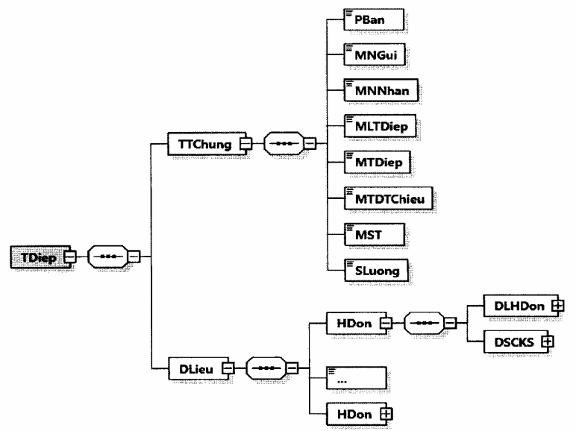 PBan
MNGui
MNNhan
MLTDiep
TTChung
MTDiep
MTDTChieu
MST
TDiep
SLuong
DLHDon
HDon
DSCKS
DLieu
...
HDon